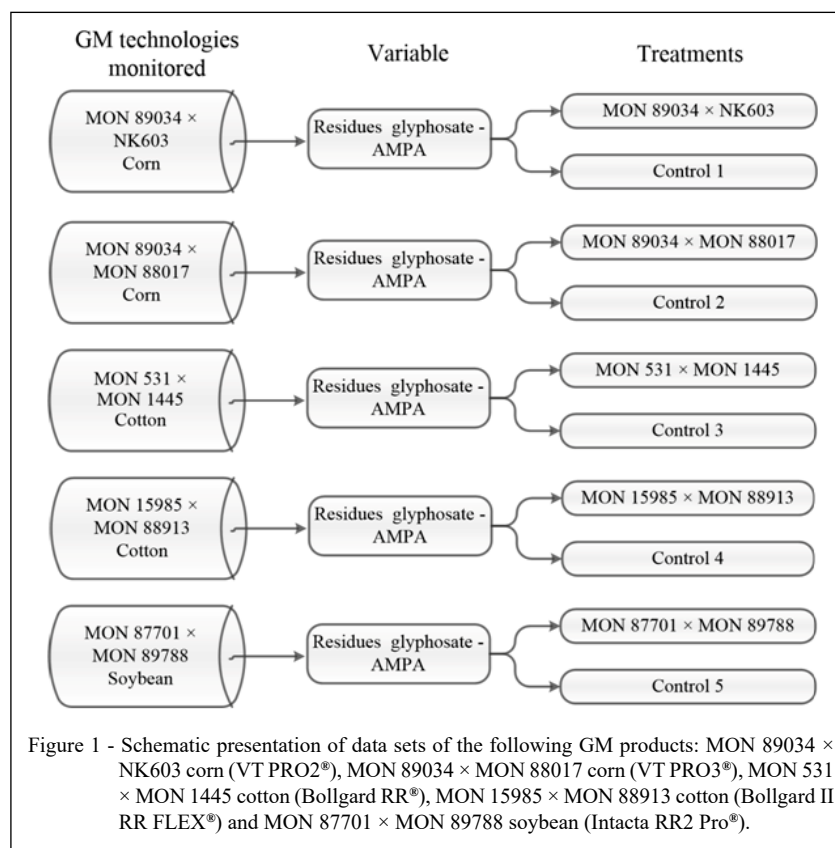 GM technologies
monitored
Variable
Treatments
MON 89034 ×
NK603
Corn
Residues glyphosate -
AMPA
MON 89034 × NK603
Control 1
MON 89034 ×
MON 88017
Corn
Residues glyphosate -
AMPA
MON 89034 × MON 88017
Control 2
MON 531 ×
MON 1445
Cotton
Residues glyphosate -
AMPA
MON 531 × MON 1445
Control 3
MON 15985 ×
MON 88913
Cotton
Residues glyphosate -
AMPA
MON 15985 × MON 88913
Control 4
MON 87701 ×
MON 89788
Soybean
Residues glyphosate -
AMPA
MON 87701 × MON 89788
Control 5
Figure 1 - Schematic presentation of data sets of the following GM products: MON 89034 ×
NK603 corn (VT PRO2®), MON 89034 × MON 88017 corn (VT PRO3®), MON 531
× MON 1445 cotton (Bollgard RR®), MON 15985 × MON 88913 cotton (Bollgard II
RR FLEX®) and MON 87701 × MON 89788 soybean (Intacta RR2 Pro®).